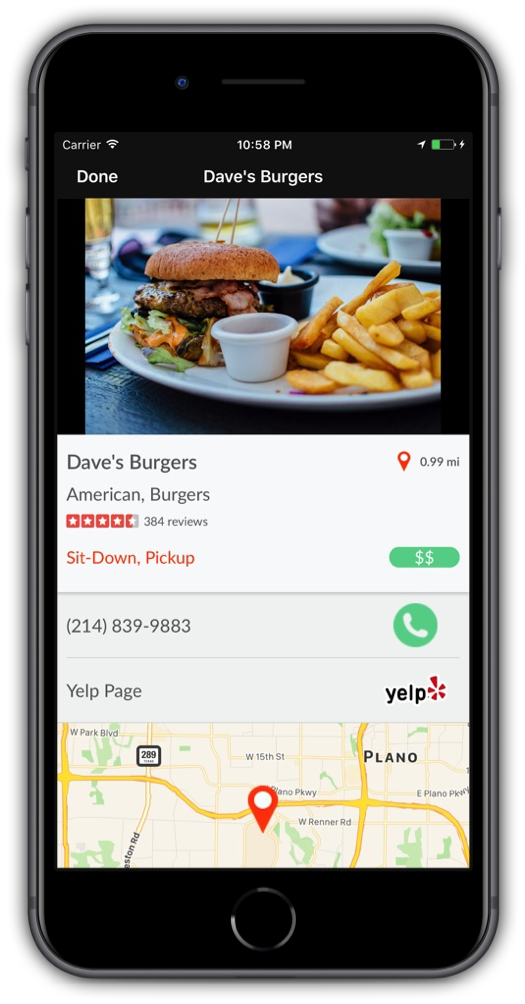 Carrier 10:58 PM
Done Dave's Burgers
Dave's Burgers 0.99 mi
American, Burgers
384 reviews
Sit-Down, Pickup $$
(214) 839-9883
Yelp Page yelp
W Park Blvd
289
TEXAS
W 15th St PLANO
Plano Pkwy E Plano Pkwy
W Renner Rd
eston Rd